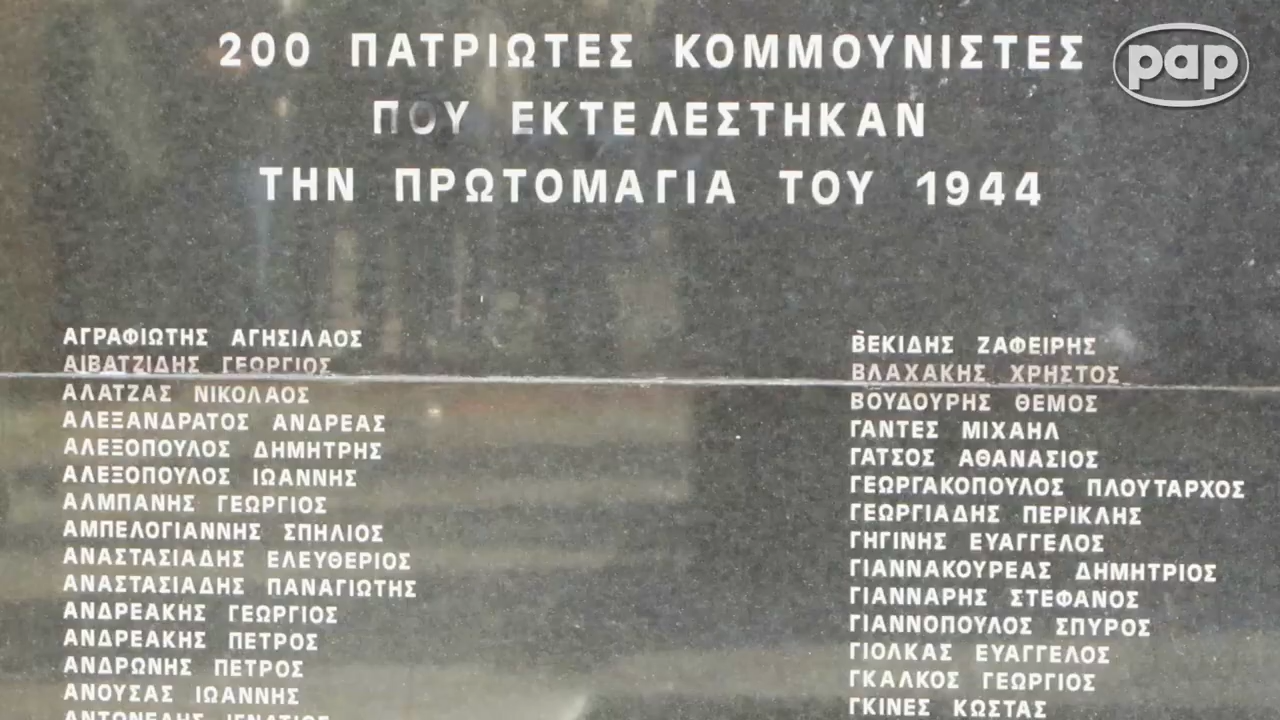 200 ΠΑΤΡΙΩΤΕΣ ΚΟΜΜΟΥΝΙΣΤΕΣ
ΠΟΥ ΕΚΤΕΛΕΣΤΗΚΑΝ
ΤΗΝ ΠΡΩΤΟΜΑΓΙΑ ΤΟΥ 1944
pap
ΑΓΡΑΦΙΩΤΗΣ ΑΓΗΣΙΛΑΟΣ
ΑΙΒΑΤΖΙΔΗΣ ΓΕΩΡΓΙΟΣ
ΑΛΑΤΖΑΣ ΝΙΚΟΛΑΟΣ
ΑΛΕΞΑΝΔΡΑΤΟΣ ΑΝΔΡΕΑΣ
ΑΛΕΞΟΠΟΥΛΟΣ ΔΗΜΗΤΡΗΣ
ΑΛΕΞΟΠΟΥΛΟΣ ΙΩΑΝΝΗΣ
ΑΛΜΠΑΝΗΣ ΓΕΩΡΓΙΟΣ
ΑΜΠΕΛΟΓΙΑΝΝΗΣ ΣΠΗΛΙΟΣ
ΑΝΑΣΤΑΣΙΑΔΗΣ ΕΛΕΥΘΕΡΙΟΣ
ΑΝΑΣΤΑΣΙΑΔΗΣ ΠΑΝΑΓΙΩΤΗΣ
ΑΝΔΡΕΑΚΗΣ ΓΕΩΡΓΙΟΣ
ΑΝΔΡΕΑΚΗΣ ΠΕΤΡΟΣ
ΑΝΔΡΩΝΗΣ ΠΕΤΡΟΣ
ΑΝΟΥΣΑΣ ΙΩΑΝΝΗΣ
ΒΕΚΙΔΗΣ ΖΑΦΕΙΡΗΣ
ΒΛΑΧΑΚΗΣ ΧΡΗΣΤΟΣ
ΒΟΥΔΟΥΡΗΣ ΘΕΜΟΣ
ΓΑΝΤΕΣ ΜΙΧΑΗΛ
ΓΑΤΣΟΣ ΑΘΑΝΑΣΙΟΣ
ΓΕΩΡΓΑΚΟΠΟΥΛΟΣ ΠΛΟΥΤΑΡΧΟΣ
ΓΕΩΡΓΙΑΔΗΣ ΠΕΡΙΚΛΗΣ
ΓΗΓΙΝΗΣ ΕΥΑΓΓΕΛΟΣ
ΓΙΑΝΝΑΚΟΥΡΕΑΣ ΔΗΜΗΤΡΙΟΣ
ΓΙΑΝΝΑΡΗΣ ΣΤΕΦΑΝΟΣ
ΓΙΑΝΝΟΠΟΥΛΟΣ ΣΠΥΡΟΣ
ΓΙΟΛΚΑΣ ΕΥΑΓΓΕΛΟΣ
ΓΚΑΛΚΟΣ ΓΕΩΡΓΙΟΣ
ΓΚΙΝΕΣ ΚΩΣΤΑΣ